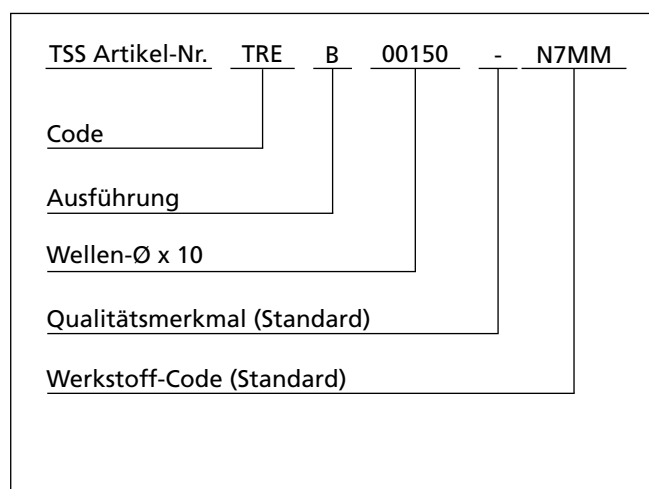 TSS Artikel-Nr. TRE B 00150 - N7MM
Code
Ausführung
Wellen-Ø x 10
Qualitätsmerkmal (Standard)
Werkstoff-Code (Standard)